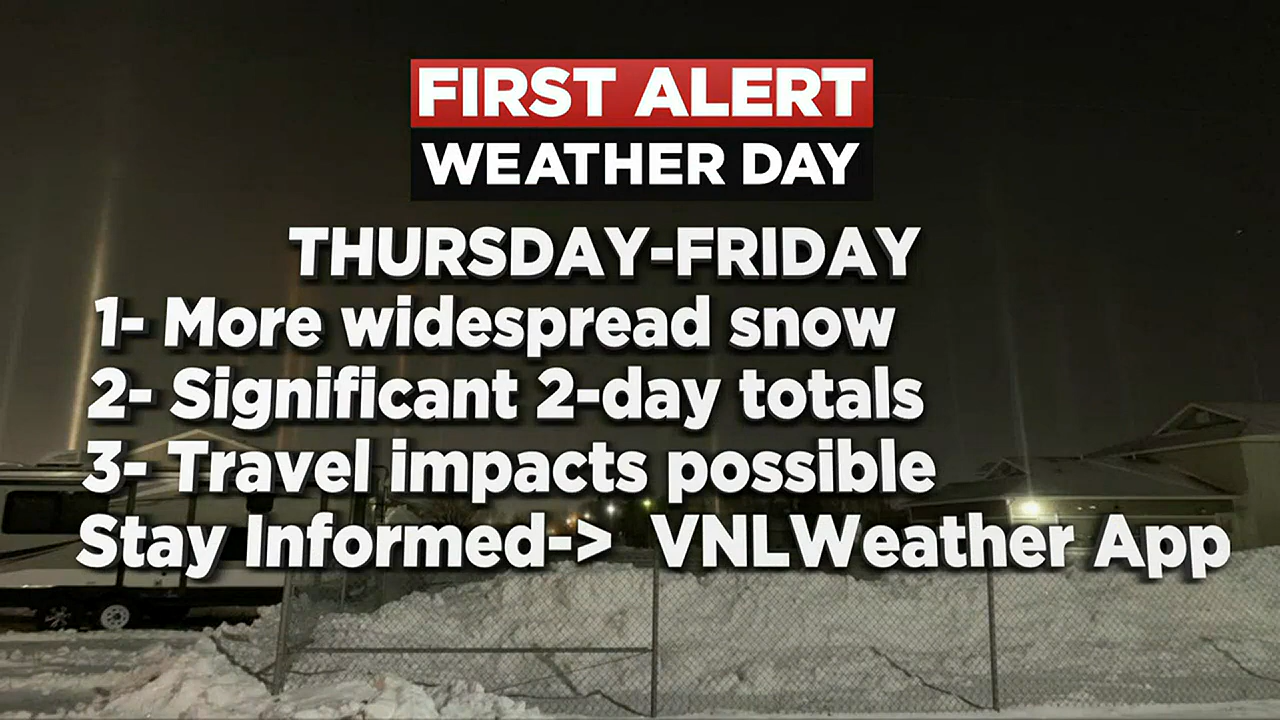 FIRST ALERT
WEATHER DAY
THURSDAY-FRIDAY
1- More widespread snow
2- Significant 2-day totals
3- Travel impacts possible
Stay Informed-> VNLWeather App